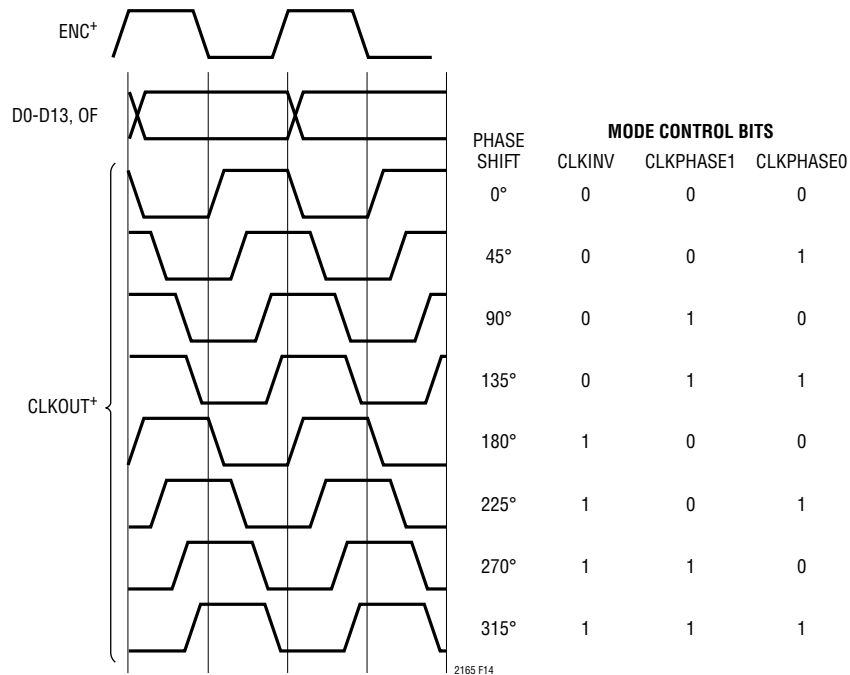 ENC+
D0-D13, OF
PHASE SHIFT
MODE CONTROL BITS
CLKINV CLKPHASE1 CLKPHASE0
0° 0 0 0
45° 0 0 1
90° 0 1 0
135° 0 1 1
CLKOUT+
180° 1 0 0
225° 1 0 1
270° 1 1 0
315° 1 1 1
2165 F14